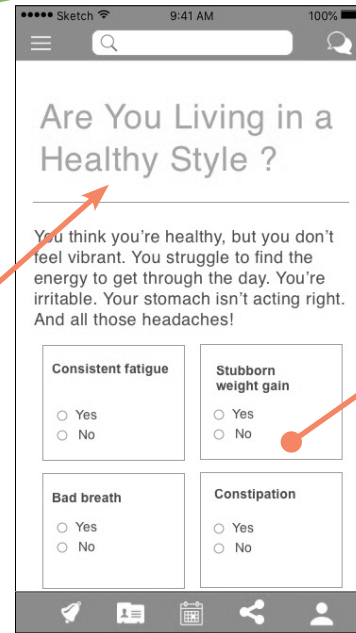 Sketch 9:41 AM 100%
Are You Living in a
Healthy Style ?
You think you're healthy, but you don't
feel vibrant. You struggle to find the
energy to get through the day. You're
irritable. Your stomach isn't acting right.
And all those headaches!
Consistent fatigue
Yes
No
Stubborn
weight gain
Yes
No
Bad breath
Yes
No
Constipation
Yes
No